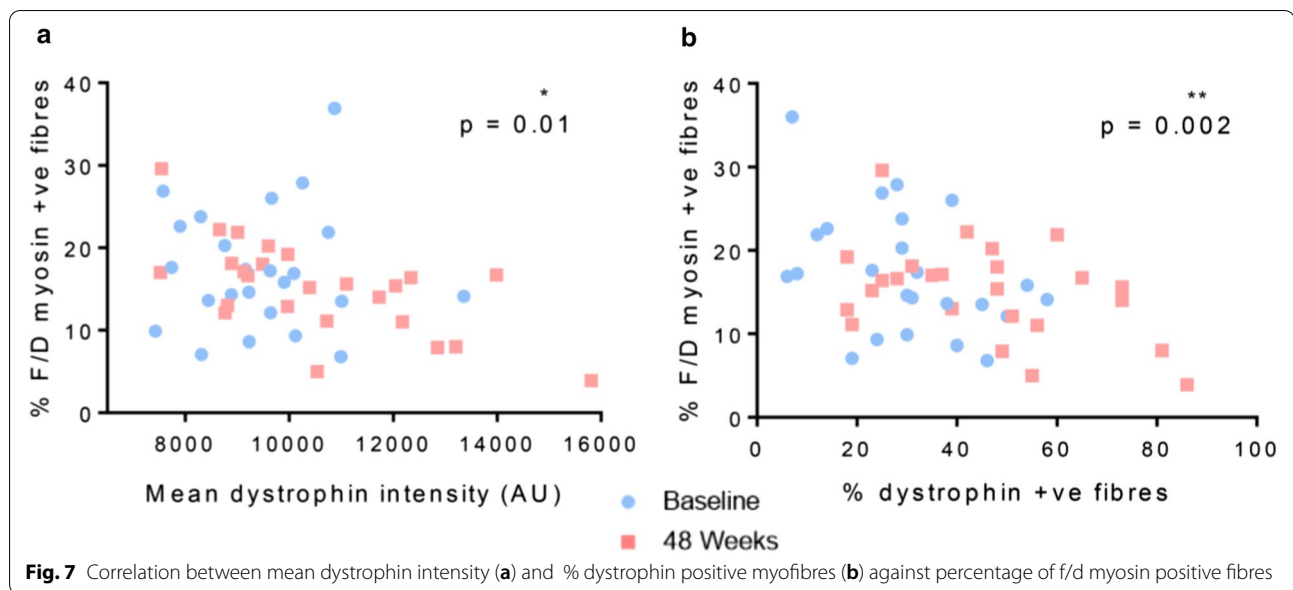 a
% F/D myosin +ve fibres
40
30
20
10
0
*
p = 0.01
8000 10000 12000 14000 16000
Mean dystrophin intensity (AU)
b
% F/D myosin +ve fibres
40
30
20
10
0
**
p = 0.002
0 20 40 60 80 100
% dystrophin +ve fibres
Baseline
48 Weeks
Fig. 7 Correlation between mean dystrophin intensity (a) and % dystrophin positive myofibres (b) against percentage of f/d myosin positive fibres